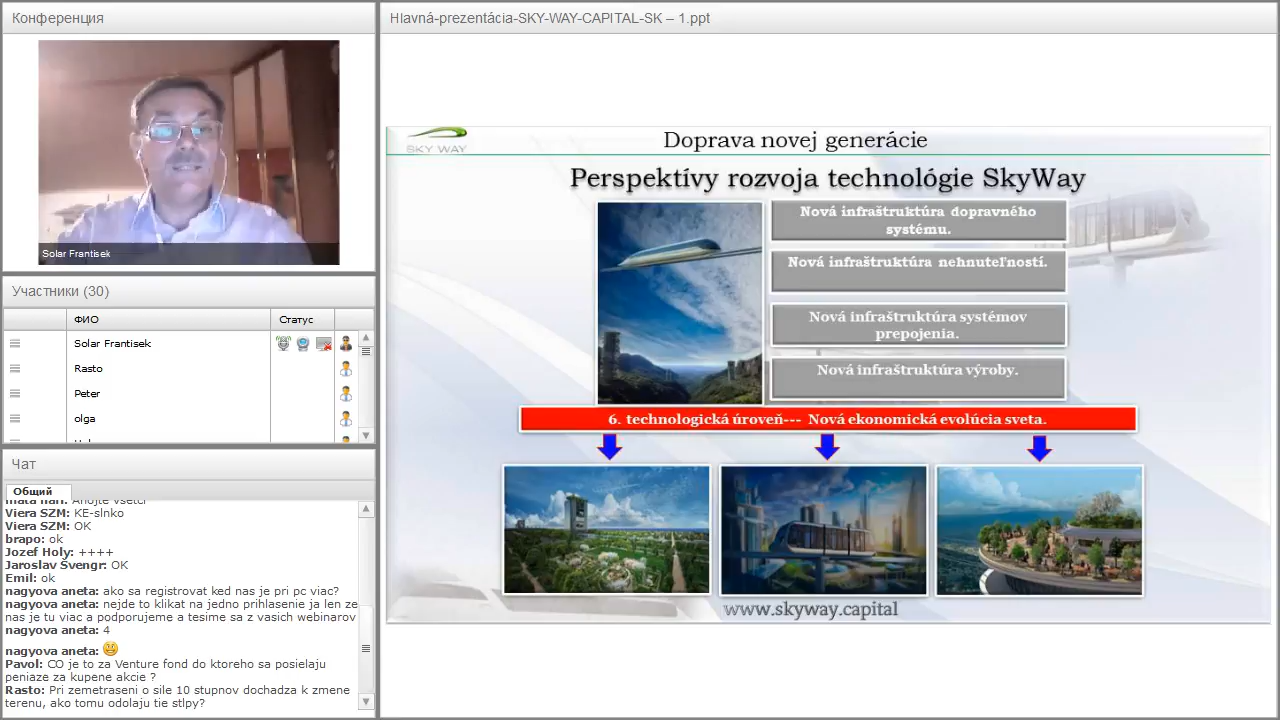 Конференция
Solar Frantisek
Участники (30)
ФИО
Статус
Solar Frantisek
Rasto
Peter
olga
Чат
Общий
Viera SZM: KE-slnko
Viera SZM: OK
brapo: ok
Jozef Holy: ++++
Jaroslav Švengr: OK
Emil: ok
nagyova aneta: ako sa registrovat ked nas je pri pc viac?
nagyova aneta: nejde to klikat na jedno prihlasenie ja len ze
nas je tu viac a podporujeme a tesime sa z vasich webinarov
nagyova aneta: 4
nagyova aneta:
Pavol: CO je to za Venture fond do ktoreho sa posielaju
peniaze za kupene akcie ?
Rasto: Pri zemetraseni o sile 10 stupnov dochadza k zmene
terenu, ako tomu odolaju tie stlpy?
Hlavná-prezentácia-SKY-WAY-CAPITAL-SK – 1.ppt
SKY WAY
Doprava novej generácie
Perspektívy rozvoja technológie SkyWay
Nová infraštruktúra dopravného
systému.
Nová infraštruktúra nehnuteľností.
Nová infraštruktúra systémov
prepojenia.
Nová infraštruktúra výroby.
6. technologická úroveň--- Nová ekonomická evolúcia sveta.
www.skyway.capital